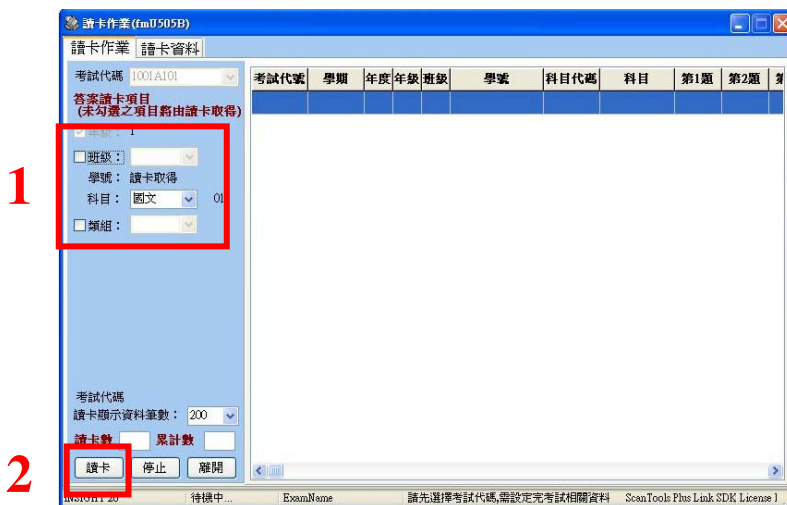 讀卡作業(fmU505B)
讀卡作業 讀卡資料
考試代碼 1001A101
答案讀卡項目
(未勾選之項目將由讀卡取得)
年級： 1
1
班級：
學號： 讀卡取得
科目： 國文 01
類組：
考試代號 學期 年度 年級 班級 學號 科目代碼 科目 第1題 第2題 第
考試代碼
讀卡顯示資料筆數： 200
讀卡數 累計數
2
讀卡 停止 離開
INSIGHT 20 待機中... ExamName 請先選擇考試代碼,需設定完考試相關資料 ScanTools Plus Link SDK License